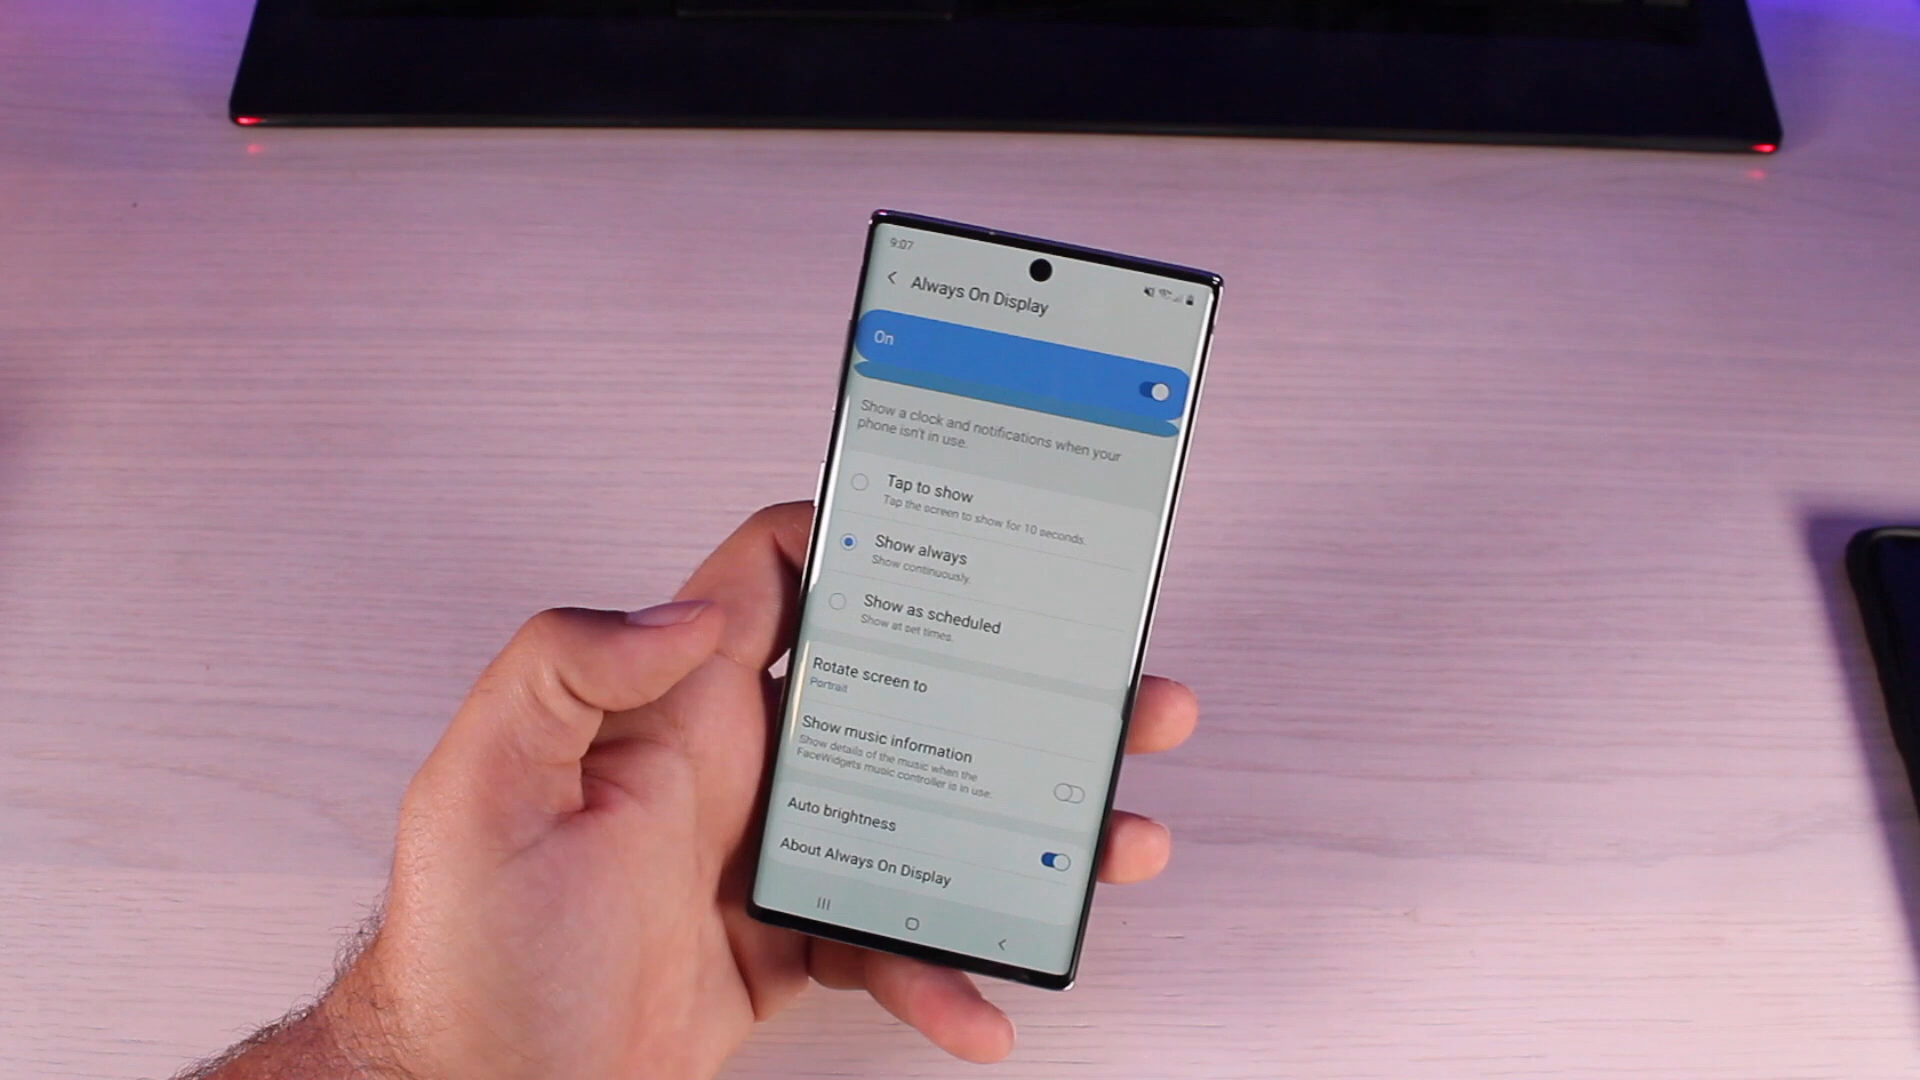 9:07
Always On Display
On
Show a clock and notifications when your
phone isn't in use.
Tap to show
Tap the screen to show for 10 seconds.
Show always
Show continuously.
Show as scheduled
Show at set times.
Rotate screen to
Portrait
Show music information
Show details of the music when the
FaceWidgets music controller is in use.
Auto brightness
About Always On Display